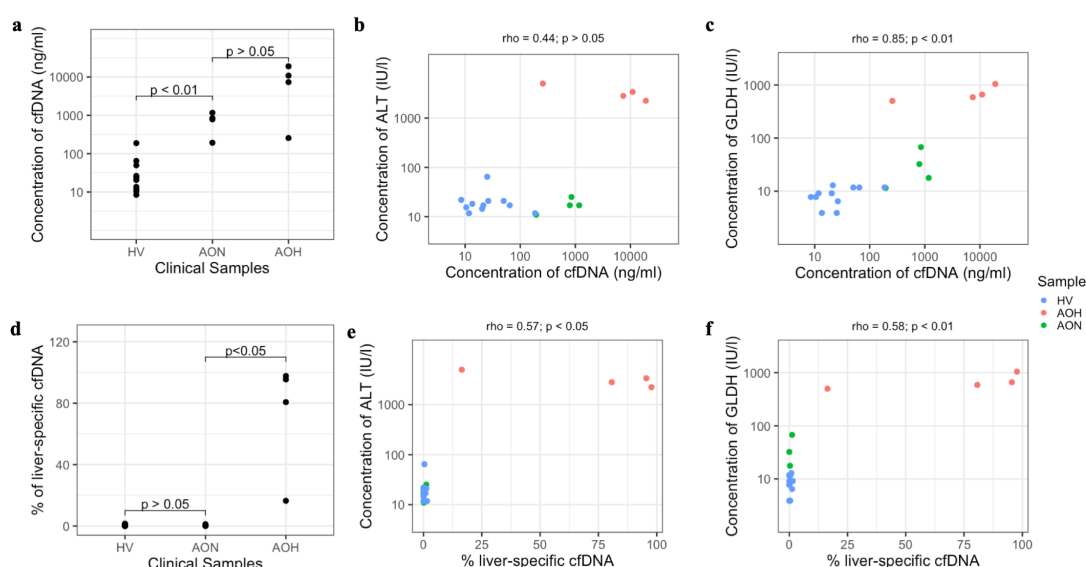 a
Concentration of cfDNA (ng/ml)
10000
1000
100
10
p < 0.01
p > 0.05
HV
AON
AOH
Clinical Samples
b
rho = 0.44; p > 0.05
Concentration of ALT (IU/l)
1000
100
10
10
100
1000
10000
Concentration of cfDNA (ng/ml)
c
rho = 0.85; p < 0.01
Concentration of GLDH (IU/l)
1000
100
10
10
100
1000
10000
Concentration of cfDNA (ng/ml)
Sample
HV
AOH
AON
d
% of liver-specific cfDNA
120
80
40
0
p > 0.05
p<0.05
HV
AON
AOH
Clinical Samples
e
rho = 0.57; p < 0.05
Concentration of ALT (IU/l)
1000
100
10
0
25
50
75
100
% liver-specific cfDNA
f
rho = 0.58; p < 0.01
Concentration of GLDH (IU/l)
1000
100
10
0
25
50
75
100
% liver-specific cfDNA